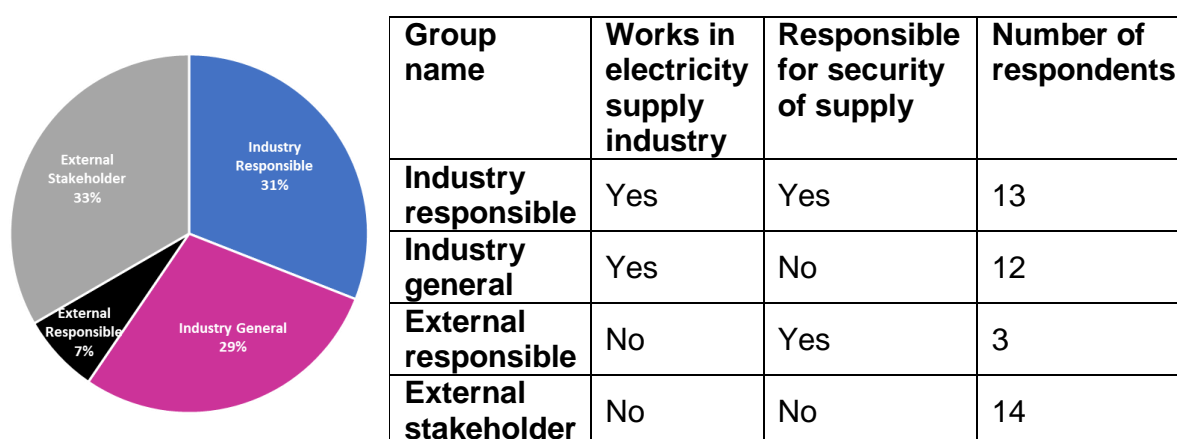 External
Stakeholder
33%
Industry
Responsible
31%
External
Responsible
7%
Industry General
29%
Group
name
Works in
electricity
supply
industry
Responsible
for security
of supply
Number of
respondents
Industry
responsible
Yes
Yes
13
Industry
general
Yes
No
12
External
responsible
No
Yes
3
External
stakeholder
No
No
14